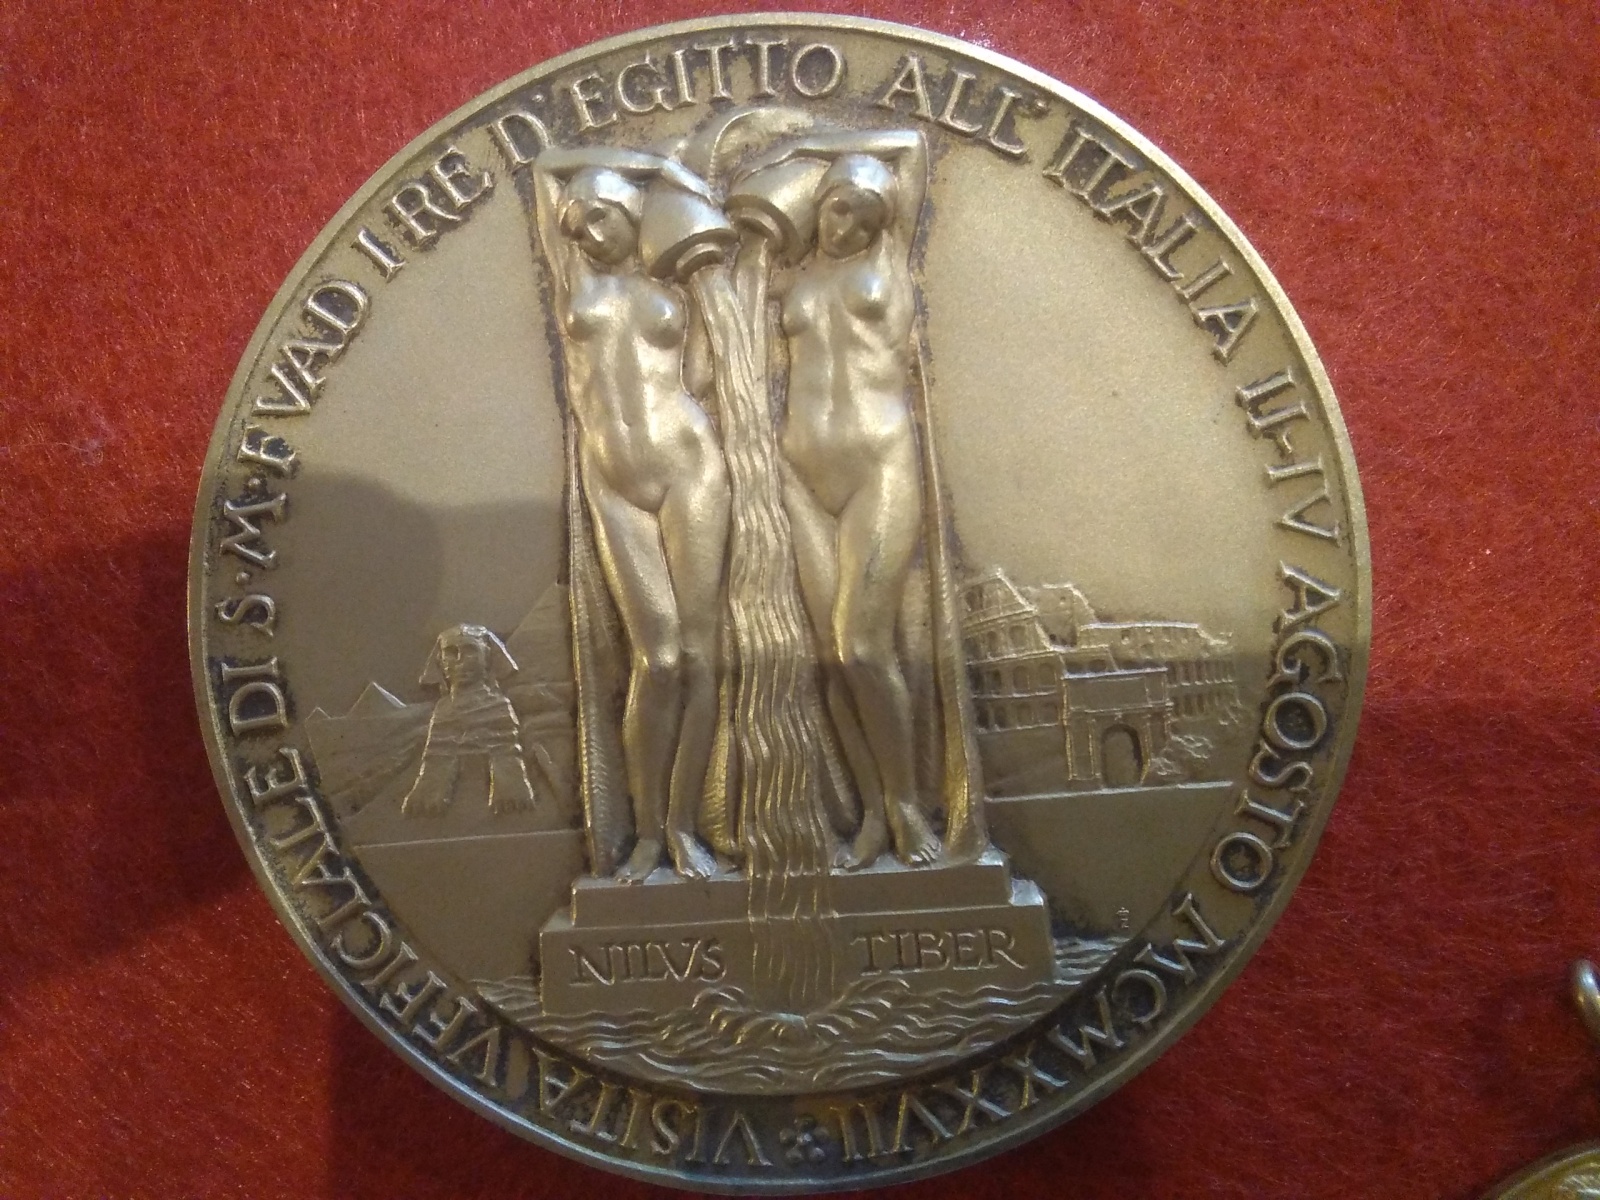 VISITA VFFICIALE DI S·M·FVAD I RE D'EGITTO ALL'ITALIA II-IV AGOSTO MCMXXVII
NILVS TIBER